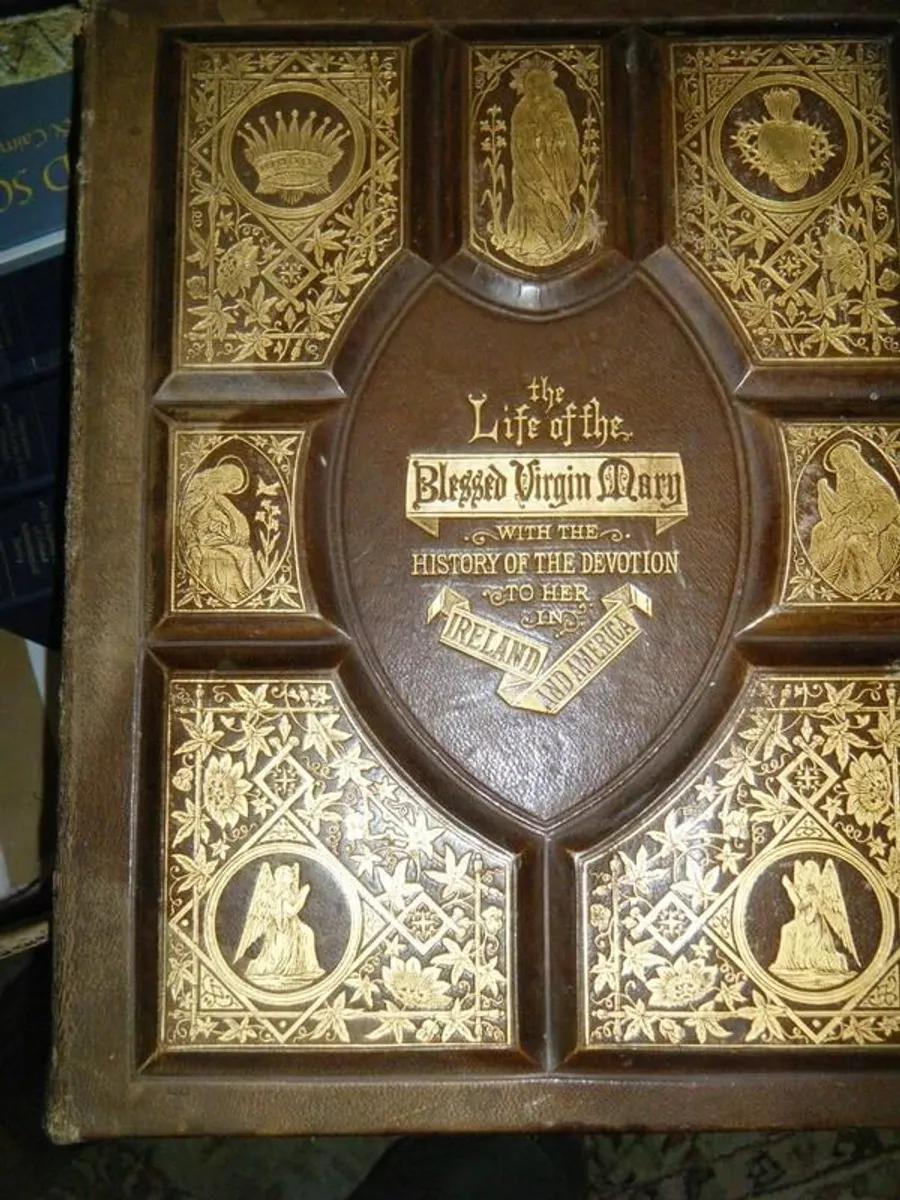 the
Life of the
Blessed Virgin Mary
WITH THE
HISTORY OF THE DEVOTION
TO HER
IN
IRELAND
AND AMERICA